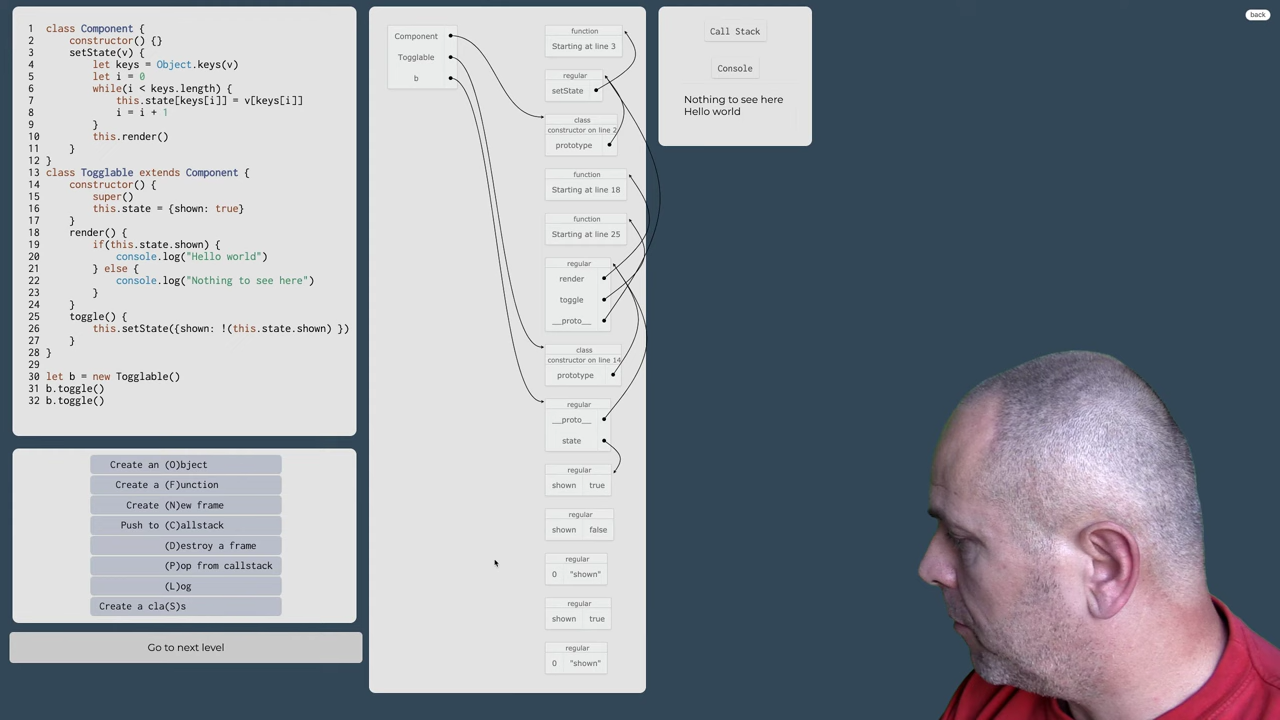 back
1 class Component {
2 constructor() {}
3 setState(v) {
4 let keys = Object.keys(v)
5 let i = 0
6 while(i < keys.length) {
7 this.state[keys[i]] = v[keys[i]]
8 i = i + 1
9 }
10 this.render()
11 }
12 }
13 class Togglable extends Component {
14 constructor() {
15 super()
16 this.state = {shown: true}
17 }
18 render() {
19 if(this.state.shown) {
20 console.log("Hello world")
21 } else {
22 console.log("Nothing to see here")
23 }
24 }
25 toggle() {
26 this.setState({shown: !(this.state.shown) })
27 }
28 }
29
30 let b = new Togglable()
31 b.toggle()
32 b.toggle()
Create an (O)bject
Create a (F)unction
Create (N)ew frame
Push to (C)allstack
(D)estroy a frame
(P)op from callstack
(L)og
Create a cla(S)s
Go to next level
Component
Togglable
b
function
Starting at line 3
regular
setState
class
constructor on line 2
prototype
function
Starting at line 18
function
Starting at line 25
regular
render
toggle
__proto__
class
constructor on line 14
prototype
regular
__proto__
state
regular
shown true
regular
shown false
regular
0 "shown"
regular
shown true
regular
0 "shown"
Call Stack
Console
Nothing to see here
Hello world